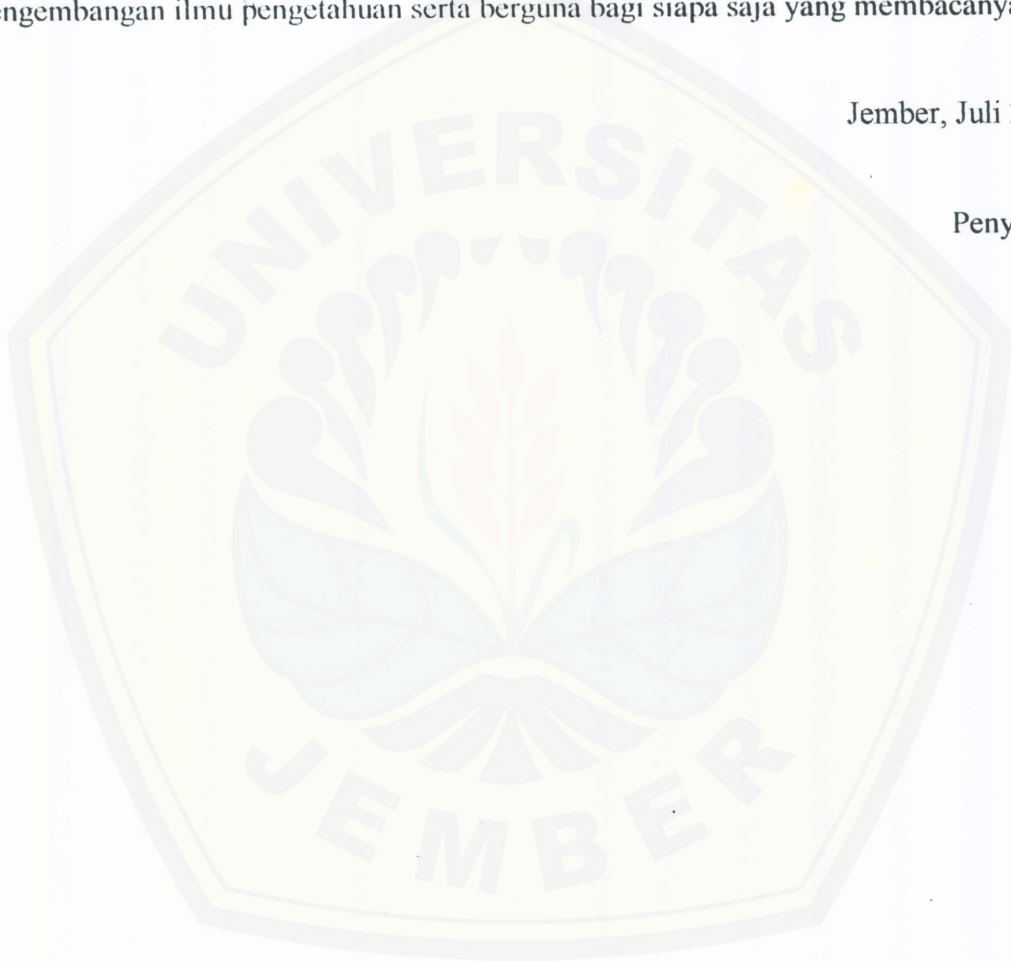 engembangan ilmu pengetahuan serta berguna bagi siapa saja yang membacanya
Jember, Juli
Peny
UNIVERSITAS
JEMBER